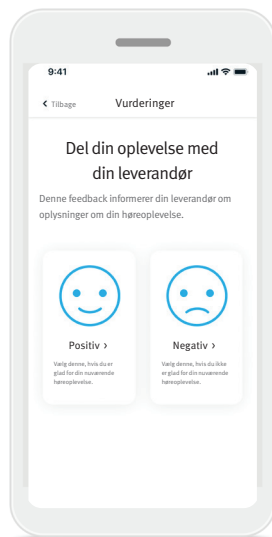 9:41
‹ Tilbage Vurderinger
Del din oplevelse med
din leverandør
Denne feedback informerer din leverandør om
oplysninger om din høreoplevelse.
Positiv ›
Vælg denne, hvis du er
glad for din nuværende
høreoplevelse.
Negativ ›
Vælg denne, hvis du ikke
er glad for din nuværende
høreoplevelse.